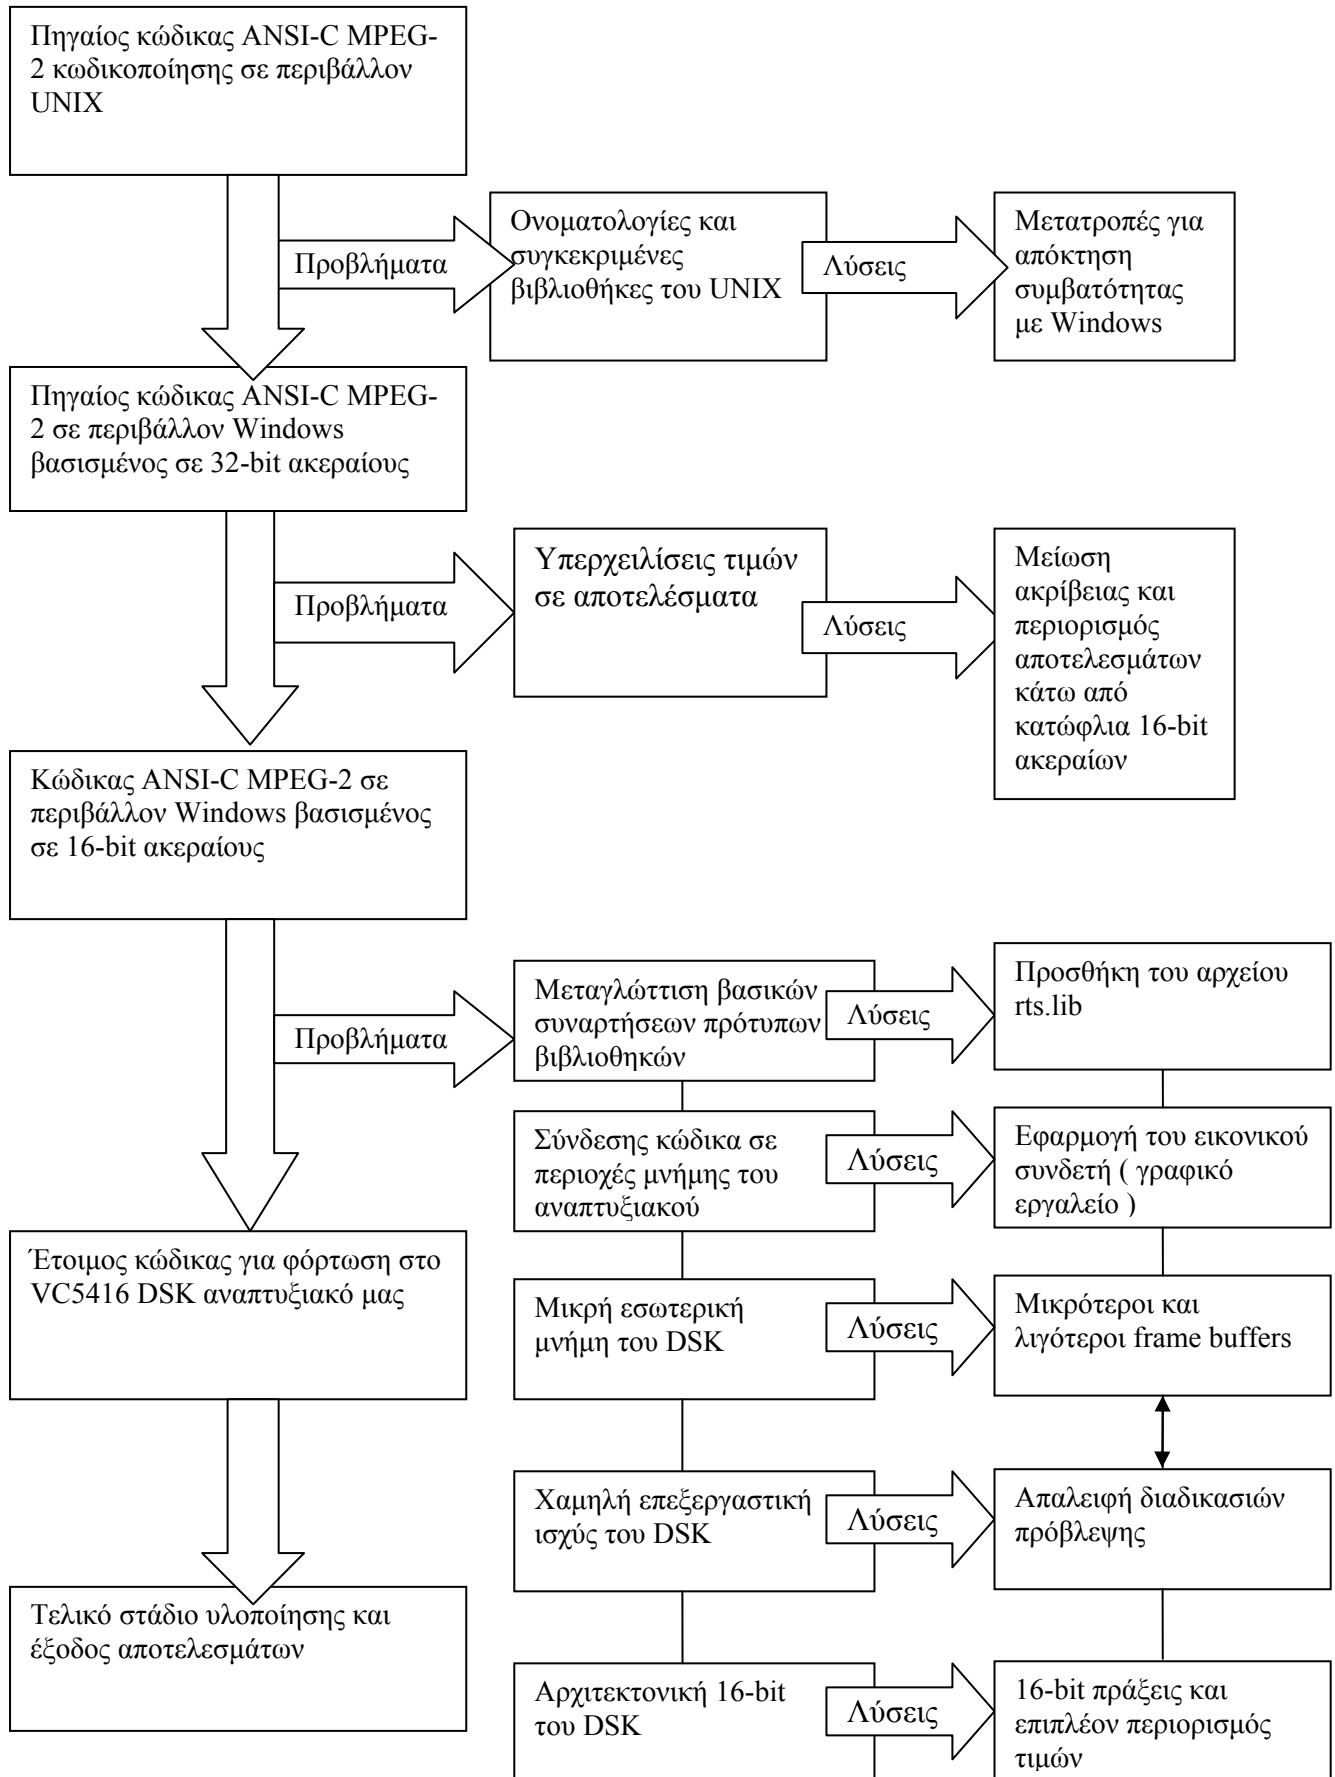 Πηγαίος κώδικας ANSI-C MPEG-
2 κωδικοποίησης σε περιβάλλον
UNIX
Προβλήματα
Ονοματολογίες και
συγκεκριμένες
βιβλιοθήκες του UNIX
Λύσεις
Μετατροπές για
απόκτηση
συμβατότητας
με Windows
Πηγαίος κώδικας ANSI-C MPEG-
2 σε περιβάλλον Windows
βασισμένος σε 32-bit ακεραίους
Προβλήματα
Υπερχειλίσεις τιμών
σε αποτελέσματα
Λύσεις
Μείωση
ακρίβειας και
περιορισμός
αποτελεσμάτων
κάτω από
κατώφλια 16-bit
ακεραίων
Κώδικας ANSI-C MPEG-2 σε
περιβάλλον Windows βασισμένος
σε 16-bit ακεραίους
Προβλήματα
Μεταγλώττιση βασικών
συναρτήσεων πρότυπων
βιβλιοθηκών
Λύσεις
Προσθήκη του αρχείου
rts.lib
Σύνδεσης κώδικα σε
περιοχές μνήμης του
αναπτυξιακού
Λύσεις
Εφαρμογή του εικονικού
συνδετή ( γραφικό
εργαλείο )
Έτοιμος κώδικας για φόρτωση στο
VC5416 DSK αναπτυξιακό μας
Μικρή εσωτερική
μνήμη του DSK
Λύσεις
Μικρότεροι και
λιγότεροι frame buffers
Χαμηλή επεξεργαστική
ισχύς του DSK
Λύσεις
Απαλειφή διαδικασιών
πρόβλεψης
Τελικό στάδιο υλοποίησης και
έξοδος αποτελεσμάτων
Αρχιτεκτονική 16-bit
του DSK
Λύσεις
16-bit πράξεις και
επιπλέον περιορισμός
τιμών